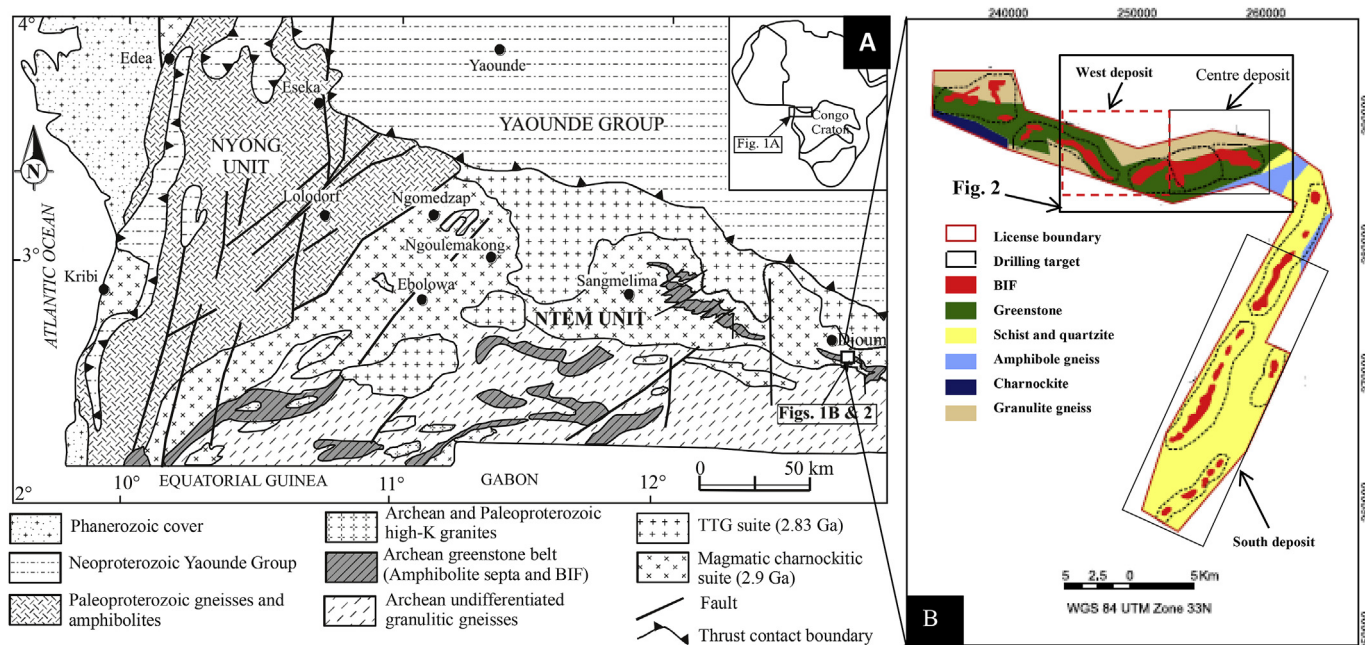 4°
A
Edea
Yaounde
Eseka
YAOUNDE GROUP
Congo
Craton
Fig. 1A
N
NYONG
UNIT
Lolodorf
Ngomedzap
Ngoulemakong
ATLANTIC OCEAN
3°
Kribi
Ebolowa
Sangmelima
NTEM UNIT
Djoum
Figs. 1B & 2
0 50 km
2°
10°
EQUATORIAL GUINEA
11°
GABON
12°
Phanerozoic cover
Neoproterozoic Yaounde Group
Paleoproterozoic gneisses and
amphibolites
Archean and Paleoproterozoic
high-K granites
Archean greenstone belt
(Amphibolite septa and BIF)
Archean undifferentiated
granulitic gneisses
TTG suite (2.83 Ga)
Magmatic charnockitic
suite (2.9 Ga)
Fault
Thrust contact boundary
240000 250000 260000
West deposit
Centre deposit
Fig. 2
License boundary
Drilling target
BIF
Greenstone
Schist and quartzite
Amphibole gneiss
Charnockite
Granulite gneiss
South deposit
5 2.5 0 5Km
WGS 84 UTM Zone 33N
B